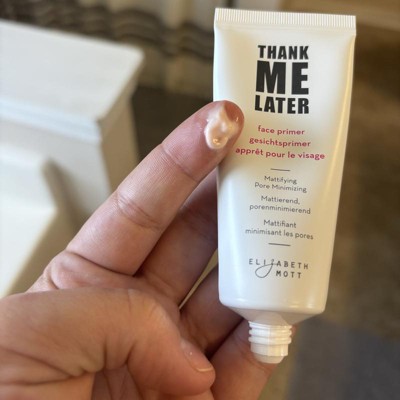 THANK
ME
LATER
face primer
gesichtsprimer
apprêt pour le visage
Mattifying
Pore Minimising
Mattierend,
porenminimierend
Mattifiant
minimisant les pores
ELIZABETH
MOTT